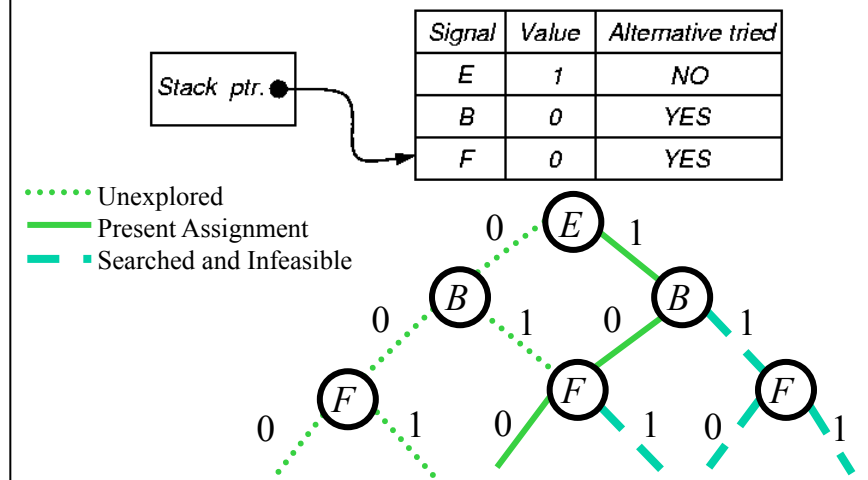 Signal Value Alternative tried
Stack ptr.
E 1 NO
B 0 YES
F 0 YES
Unexplored
Present Assignment
Searched and Infeasible
E
0 1
B B
0 1 0 1
F F F
0 1 0 1 0 1